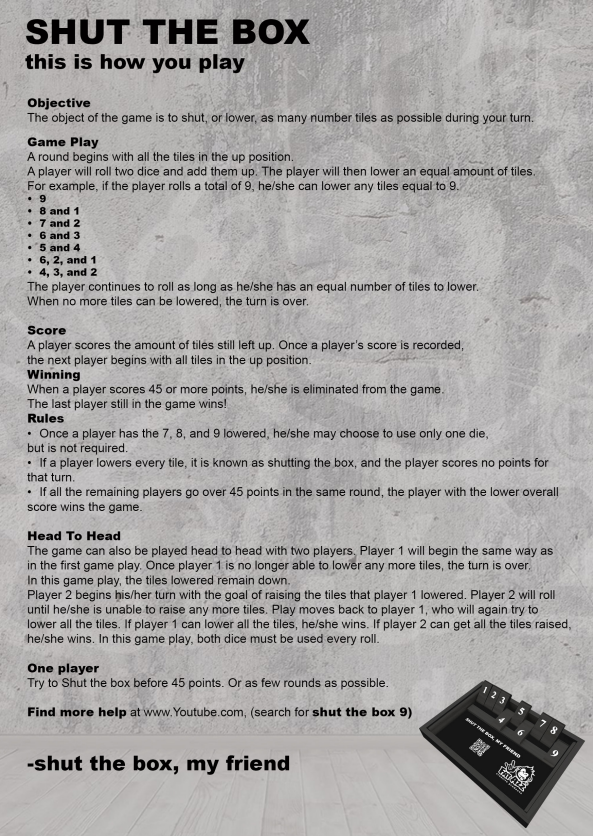 SHUT THE BOX
this is how you play
Objective
The object of the game is to shut, or lower, as many number tiles as possible during your turn.
Game Play
A round begins with all the tiles in the up position.
A player will roll two dice and add them up. The player will then lower an equal amount of tiles.
For example, if the player rolls a total of 9, he/she can lower any tiles equal to 9.
• 9
• 8 and 1
• 7 and 2
• 6 and 3
• 5 and 4
• 6, 2, and 1
• 4, 3, and 2
The player continues to roll as long as he/she has an equal number of tiles to lower.
When no more tiles can be lowered, the turn is over.
Score
A player scores the amount of tiles still left up. Once a player's score is recorded,
the next player begins with all tiles in the up position.
Winning
When a player scores 45 or more points, he/she is eliminated from the game.
The last player still in the game wins!
Rules
• Once a player has the 7, 8, and 9 lowered, he/she may choose to use only one die,
but is not required.
• If a player lowers every tile, it is known as shutting the box, and the player scores no points for
that turn.
• If all the remaining players go over 45 points in the same round, the player with the lower overall
score wins the game.
Head To Head
The game can also be played head to head with two players. Player 1 will begin the same way as
in the first game play. Once player 1 is no longer able to lower any more tiles, the turn is over.
In this game play, the tiles lowered remain down.
Player 2 begins his/her turn with the goal of raising the tiles that player 1 lowered. Player 2 will roll
until he/she is unable to raise any more tiles. Play moves back to player 1, who will again try to
lower all the tiles. If player 1 can lower all the tiles, he/she wins. If player 2 can get all the tiles raised,
he/she wins. In this game play, both dice must be used every roll.
One player
Try to Shut the box before 45 points. Or as few rounds as possible.
Find more help at www.Youtube.com, (search for shut the box 9)
1 2 3 5 7 8
4 6 9
SHUT THE BOX, MY FRIEND
-shut the box, my friend